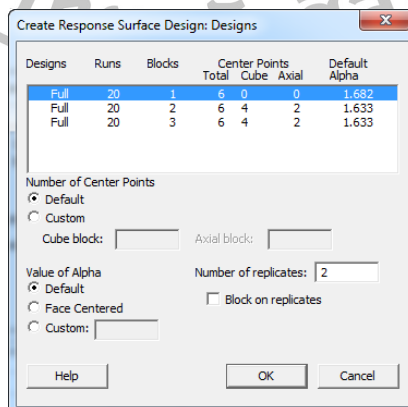 Create Response Surface Design: Designs
Designs Runs Blocks Center Points Default
Total Cube Axial Alpha
Full 20 1 6 0 0 1.682
Full 20 2 6 4 2 1.633
Full 20 3 6 4 2 1.633
Number of Center Points
Default
Custom
Cube block: Axial block:
Value of Alpha Number of replicates: 2
Default
Block on replicates
Face Centered
Custom:
Help OK Cancel